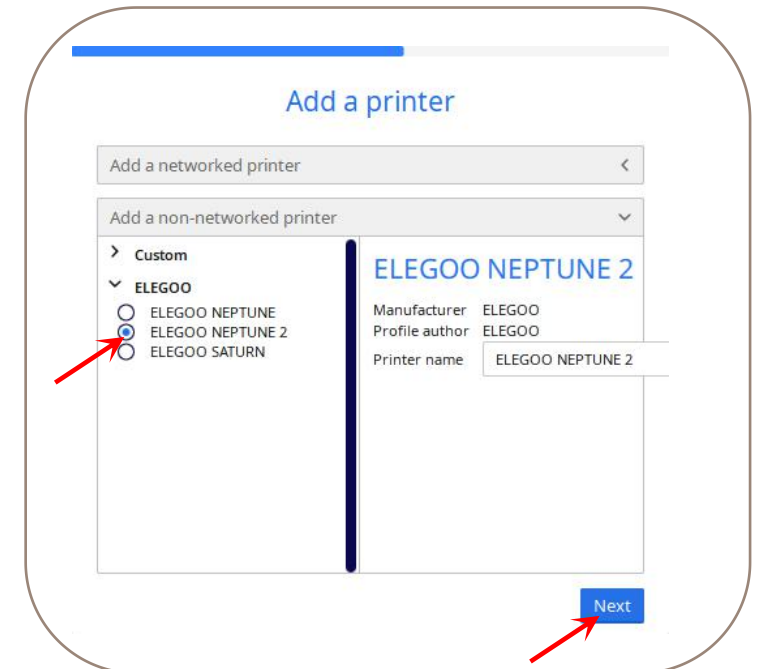 Add a printer
Add a networked printer
Add a non-networked printer
Custom
ELEGOO
ELEGOO NEPTUNE
ELEGOO NEPTUNE 2
ELEGOO SATURN
ELEGOO NEPTUNE 2
Manufacturer ELEGOO
Profile author ELEGOO
Printer name ELEGOO NEPTUNE 2
Next